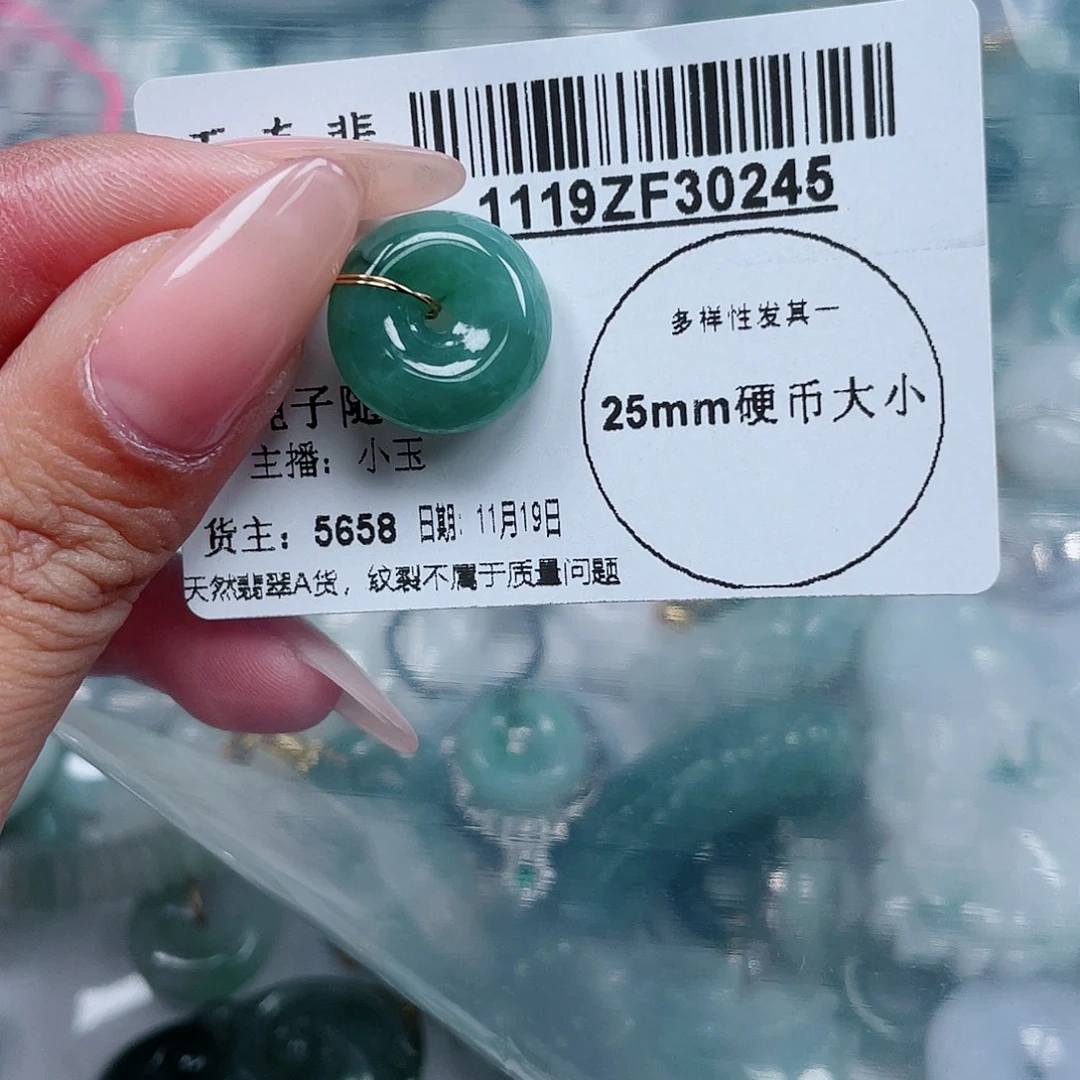 1119ZF30245
多样性发其一
25mm硬币大小
子随
主播：小玉
货主：5658 日期：11月19日
天然翡翠A货，纹裂不属于质量问题